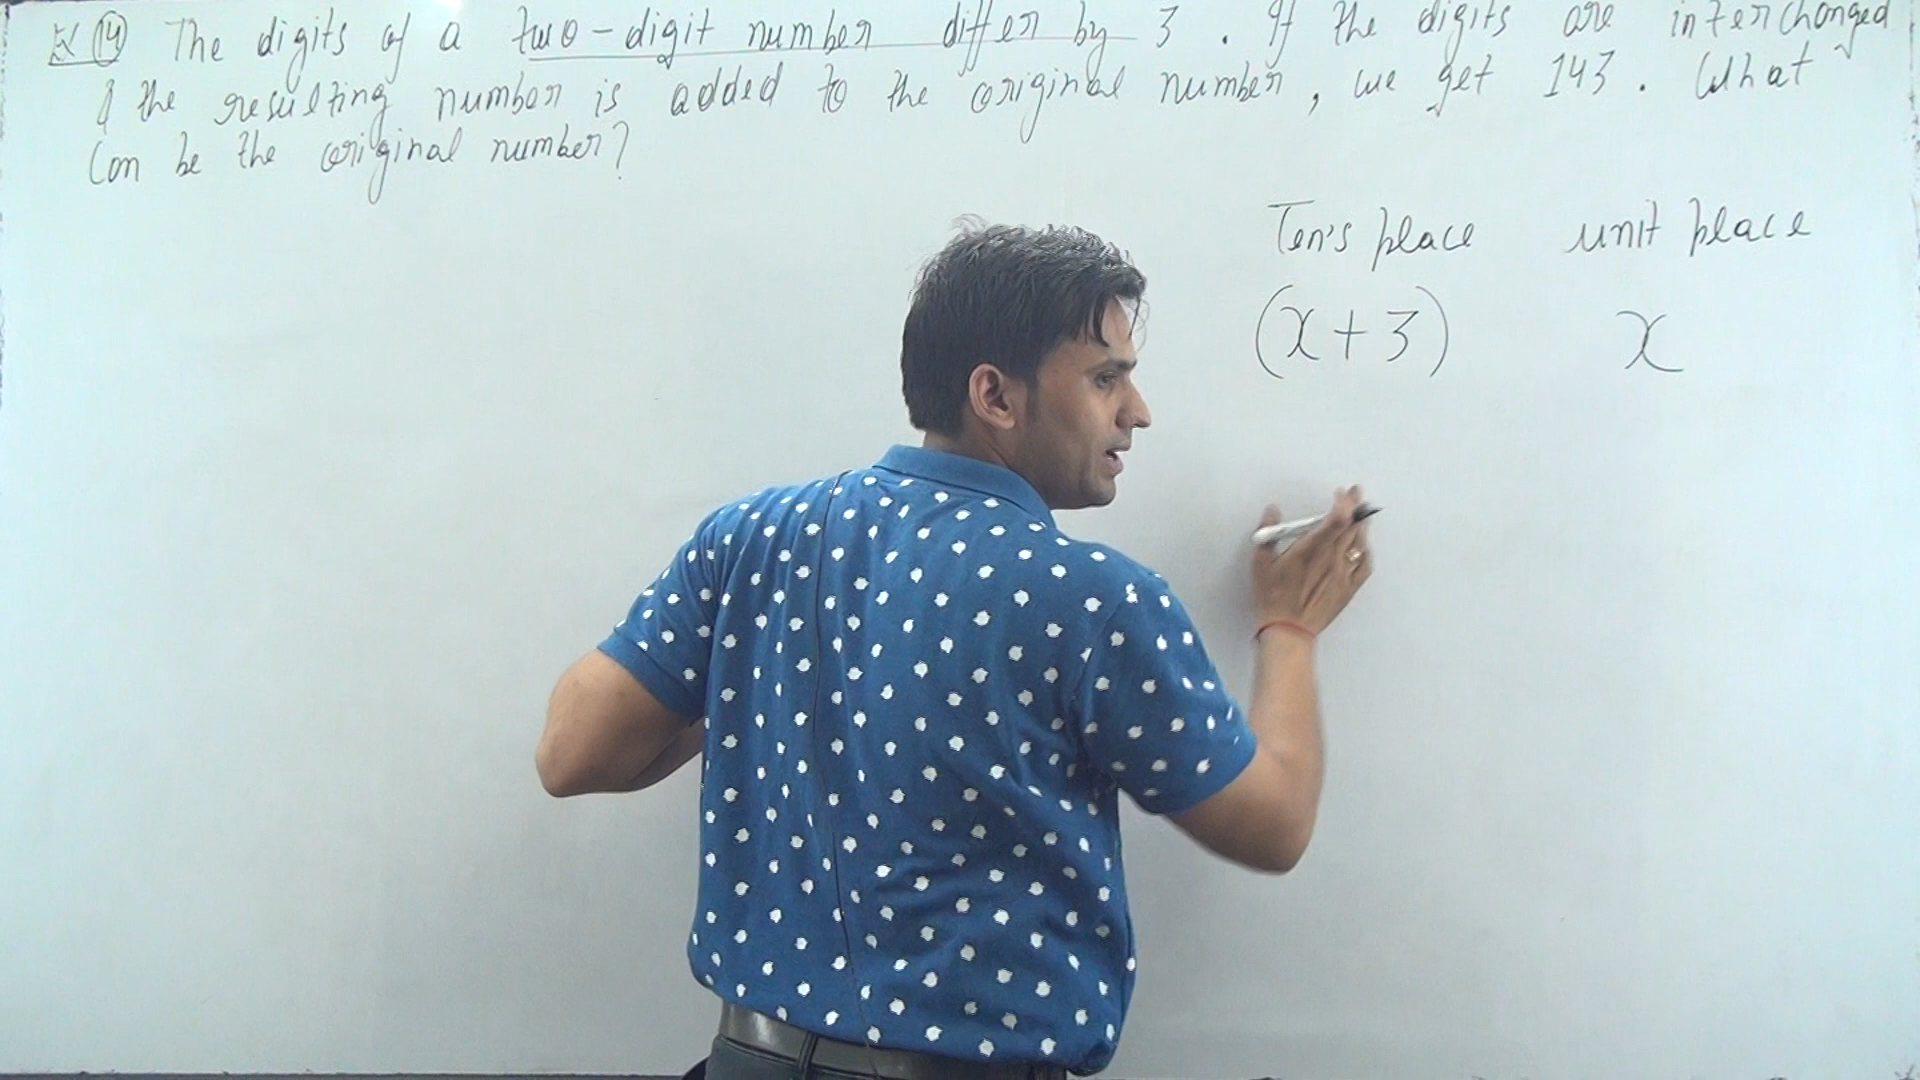 Ex 14 The digits of a two-digit number differ by 3. If the digits are interchanged
& the resulting number is added to the original number, we get 143. What
can be the original number?
Ten's place unit place
(x+3) x